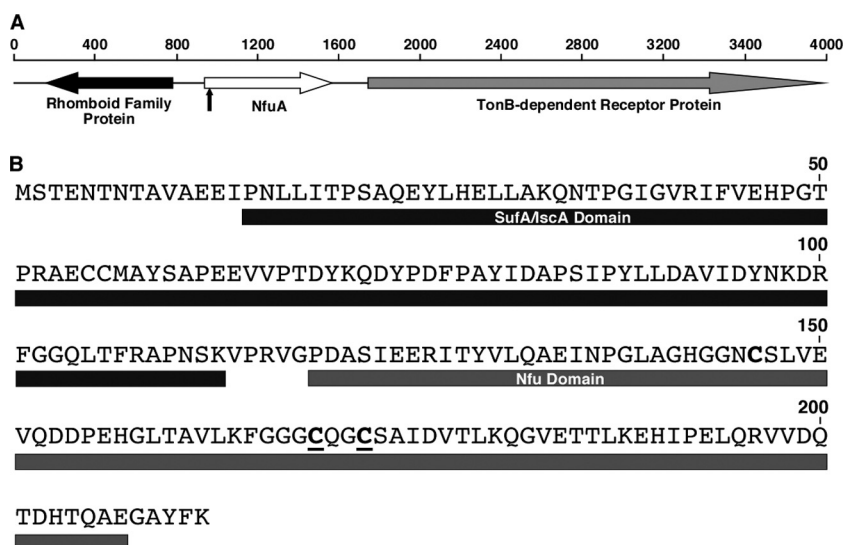 A
0 400 800 1200 1600 2000 2400 2800 3200 3400 4000
Rhomboid Family
Protein
NfuA
TonB-dependent Receptor Protein
B
50
MSTENTNTAVAEEIPNLLITPSAQEYLHELLAKQNTPGIGVRIFVEHPGT
SufA/IscA Domain
100
PRAECCMAYSAPEEVVPTDYKQDYPDFPAYIDAPSIPYLLDAVIDYNKDR
150
FGGQLTFRAPNSKVPRVGPDASIEERITYVLQAEINPGLAGHGGNCSLVE
Nfu Domain
200
VQDDPEHGLTAVLKFGGGCQGCSAIDVTLKQGVETTLKEHIPELQRVVDQ
TDHTQAEGAYFK